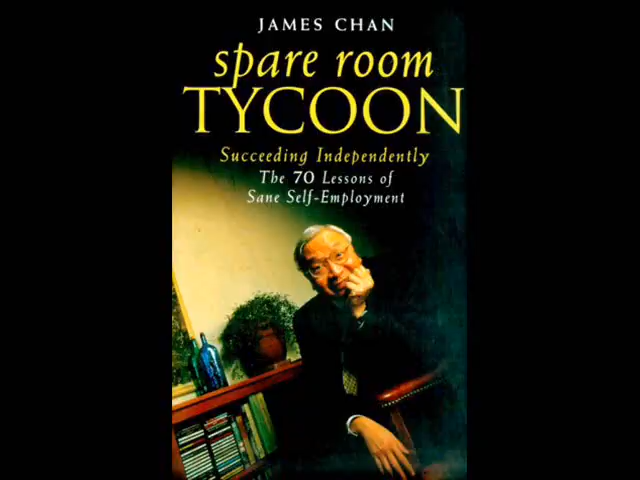 JAMES CHAN
spare room
TYCOON
Succeeding Independently
The 70 Lessons of
Sane Self-Employment